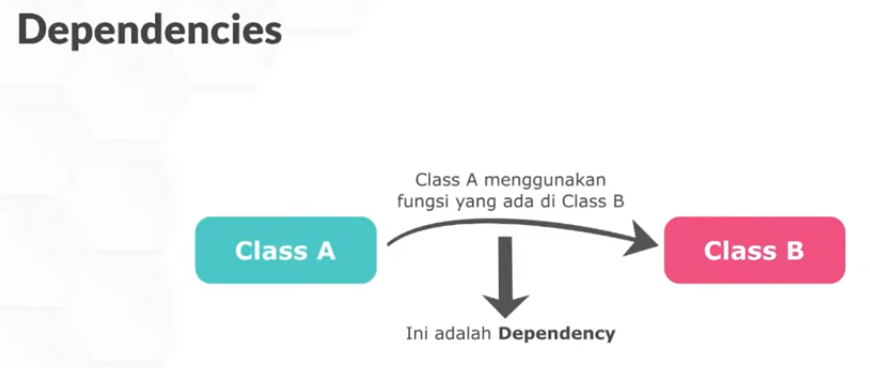 Dependencies
Class A menggunakan
fungsi yang ada di Class B
Class A
Class B
Ini adalah Dependency